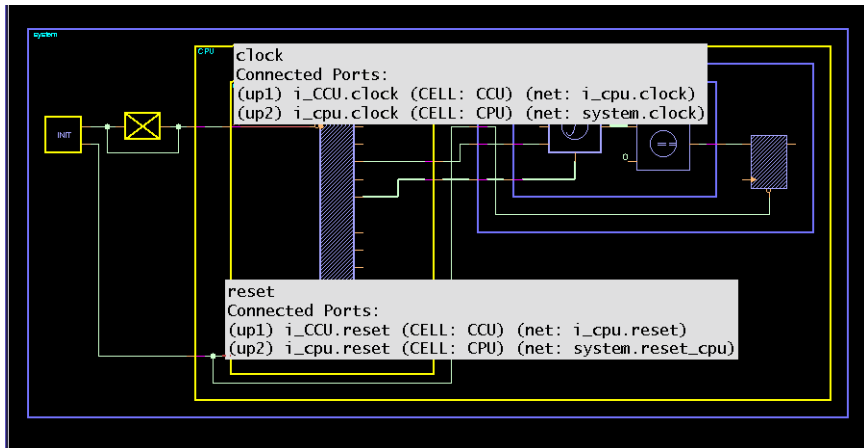 system
CPU
clock
Connected Ports:
(up1) i_CCU.clock (CELL: CCU) (net: i_cpu.clock)
(up2) i_cpu.clock (CELL: CPU) (net: system.clock)
INIT
==
0
reset
Connected Ports:
(up1) i_CCU.reset (CELL: CCU) (net: i_cpu.reset)
(up2) i_cpu.reset (CELL: CPU) (net: system.reset_cpu)